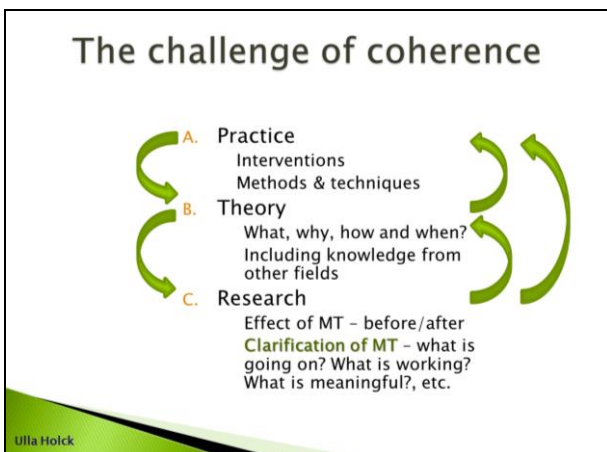 The challenge of coherence
A. Practice
Interventions
Methods & techniques
B. Theory
What, why, how and when?
Including knowledge from
other fields
C. Research
Effect of MT – before/after
Clarification of MT – what is
going on? What is working?
What is meaningful?, etc.
Ulla Holck